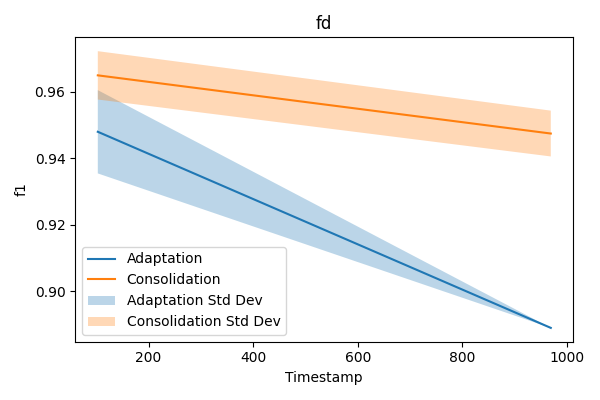 fd
f1
0.96
0.94
0.92
0.90
Adaptation
Consolidation
Adaptation Std Dev
Consolidation Std Dev
200
400
600
800
1000
Timestamp